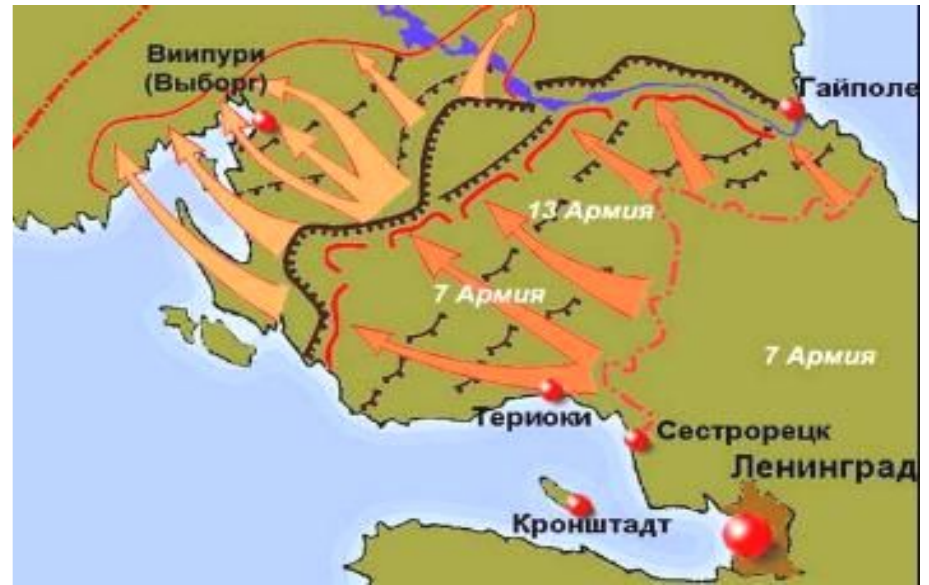 Виипури
(Выборг)
Гайполе
13 Армия
7 Армия
7 Армия
Териоки
Сестрорецк
Ленинград
Кронштадт